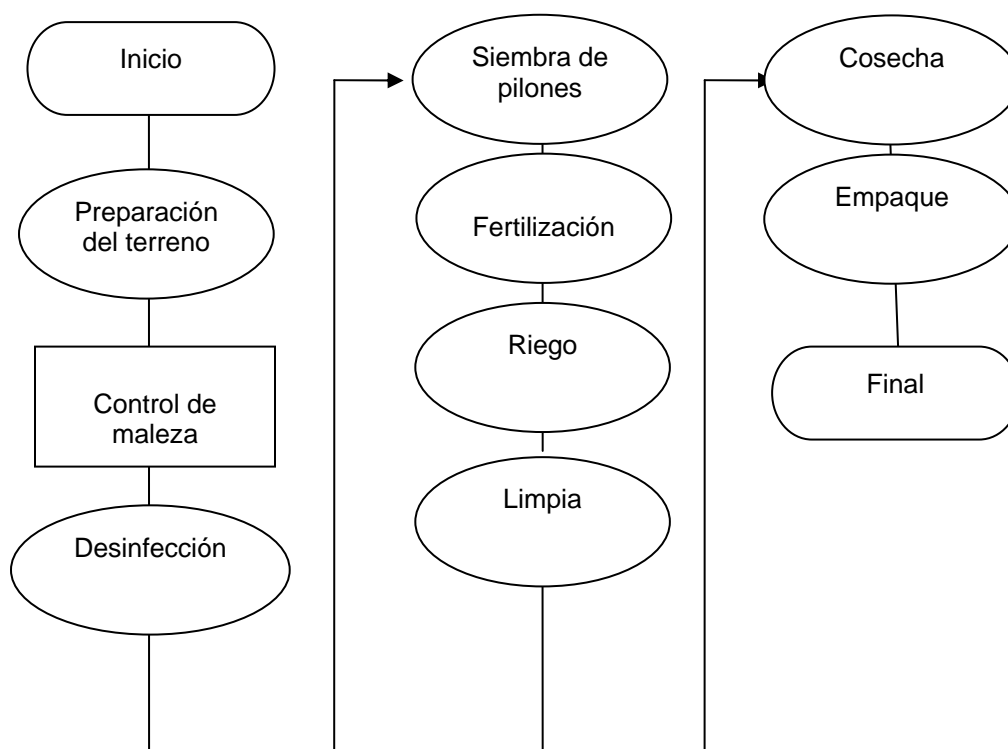 Inicio
Preparación
del terreno
Control de
maleza
Desinfección
Siembra de
pilones
Fertilización
Riego
Limpia
Cosecha
Empaque
Final